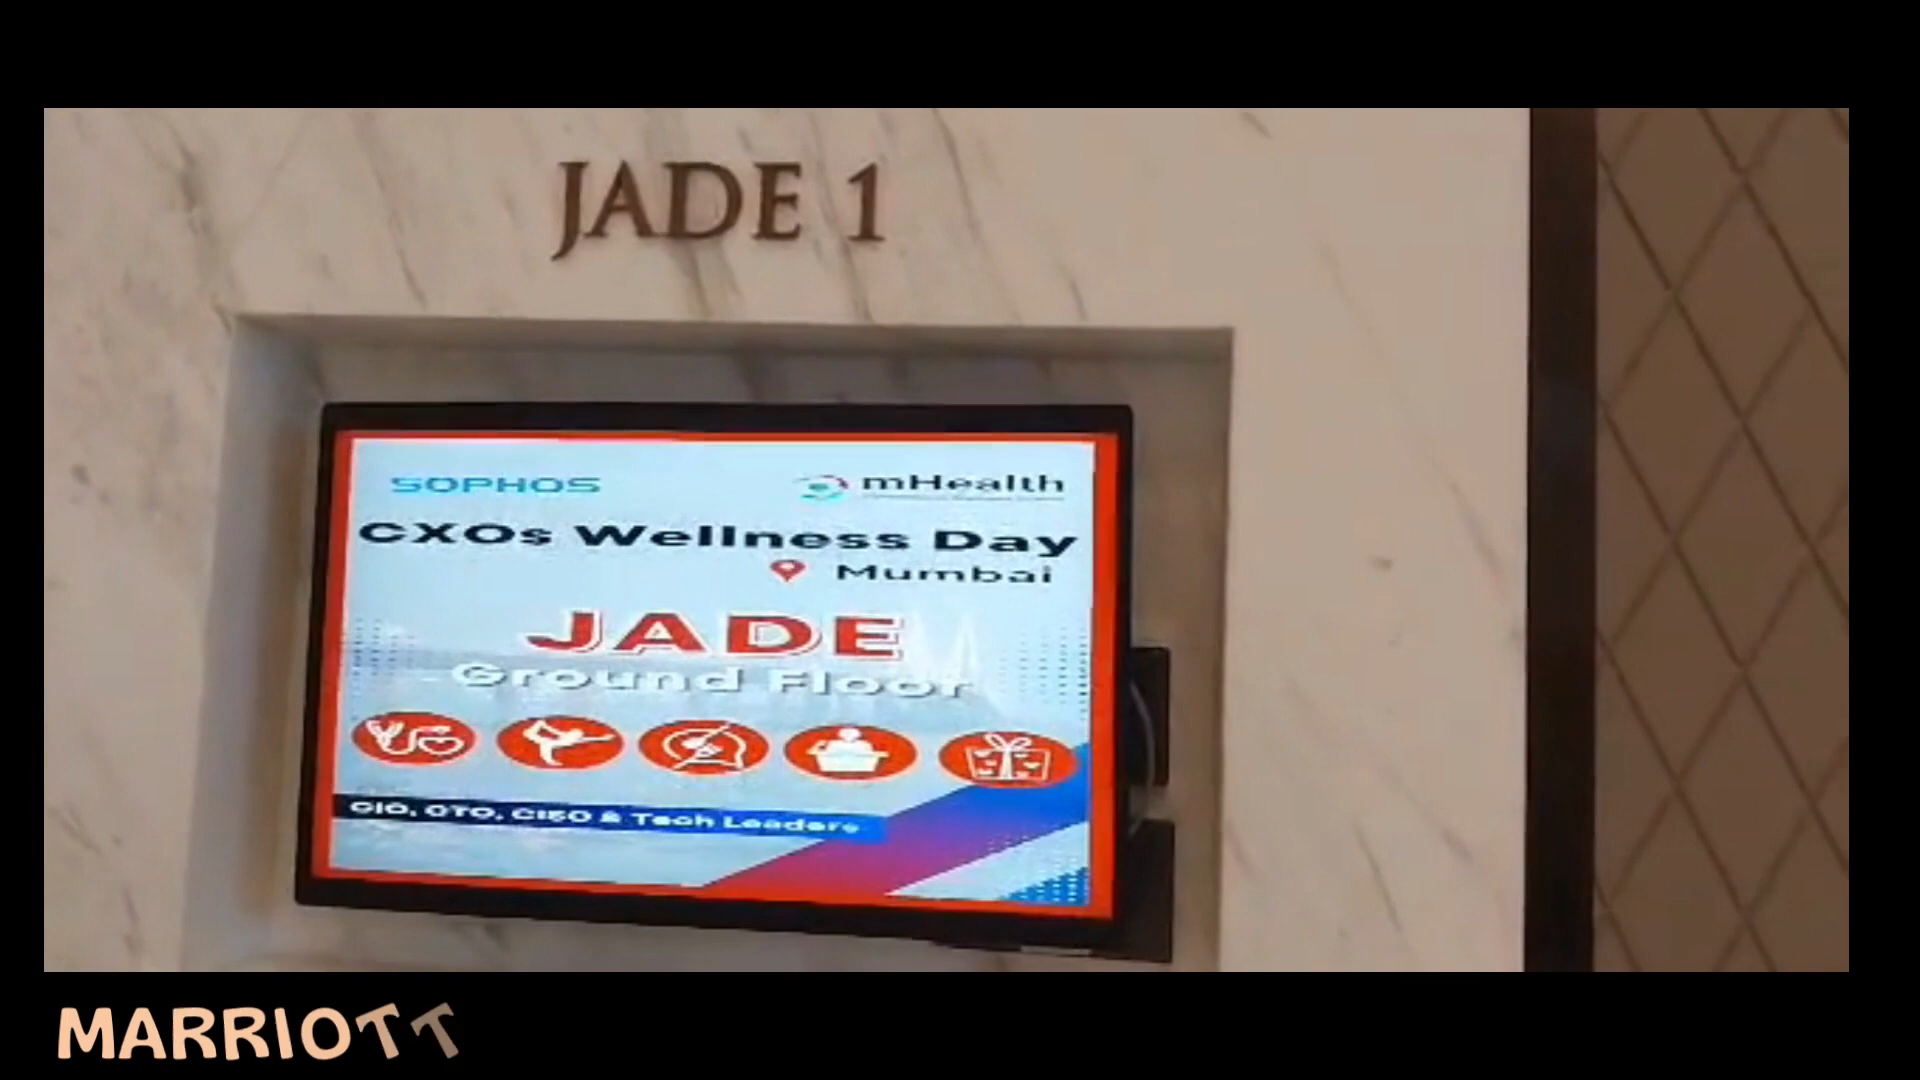 JADE 1
SOPHOS
mHealth
CXOs Wellness Day
Mumbai
JADE
Ground Floor
CIO, CTO, CISO & Tech Leaders
MARRIOTT